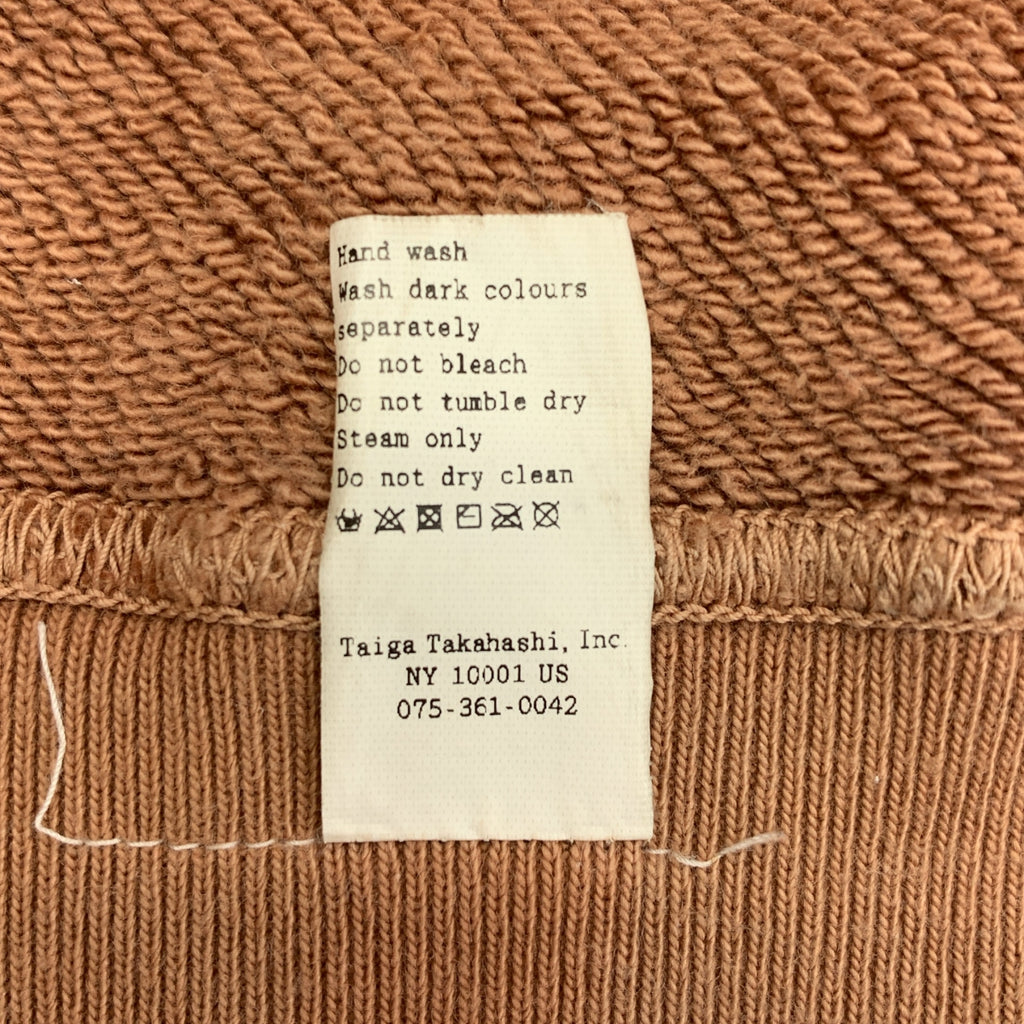 Hand wash
Wash dark colours
separately
Do not bleach
Do not tumble dry
Steam only
Do not dry clean
Taiga Takahashi, Inc.
NY 10001 US
075-361-0042